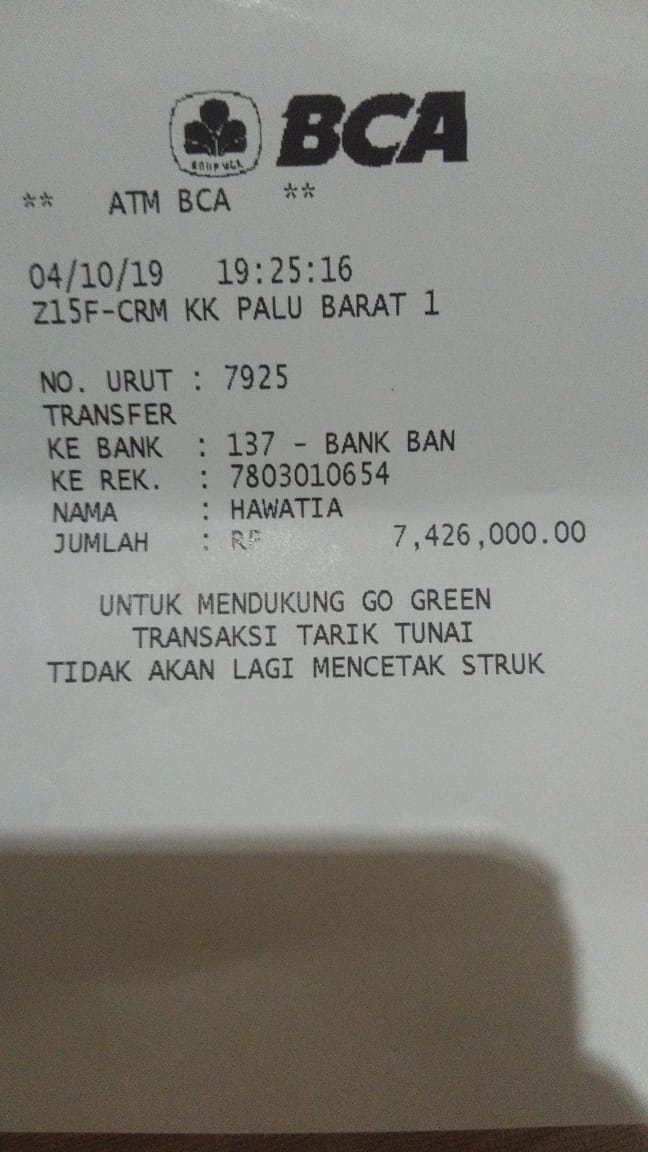 BCA
** ATM BCA **
04/10/19 19:25:16
Z15F-CRM KK PALU BARAT 1
NO. URUT : 7925
TRANSFER
KE BANK : 137 - BANK BAN
KE REK. : 7803010654
NAMA : HAWATIA
JUMLAH : RP 7,426,000.00
UNTUK MENDUKUNG GO GREEN
TRANSAKSI TARIK TUNAI
TIDAK AKAN LAGI MENCETAK STRUK